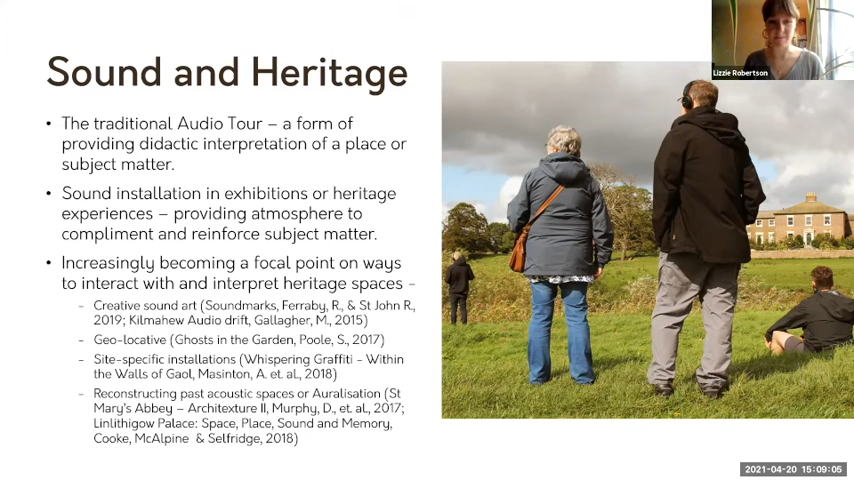 Sound and Heritage
• The traditional Audio Tour – a form of
providing didactic interpretation of a place or
subject matter.
• Sound installation in exhibitions or heritage
experiences – providing atmosphere to
compliment and reinforce subject matter.
• Increasingly becoming a focal point on ways
to interact with and interpret heritage spaces -
- Creative sound art (Soundmarks, Ferraby, R., & St John R.,
2019; Kilmahew Audio drift, Gallagher, M., 2015)
- Geo-locative (Ghosts in the Garden, Poole, S., 2017)
- Site-specific installations (Whispering Graffiti - Within
the Walls of Gaol, Masinton, A. et. al., 2018)
- Reconstructing past acoustic spaces or Auralisation (St
Mary's Abbey – Architexture II, Murphy, D., et. al., 2017;
Linlithigow Palace: Space, Place, Sound and Memory,
Cooke, McAlpine & Selfridge, 2018)
Lizzie Robertson
2021-04-20 15:09:05